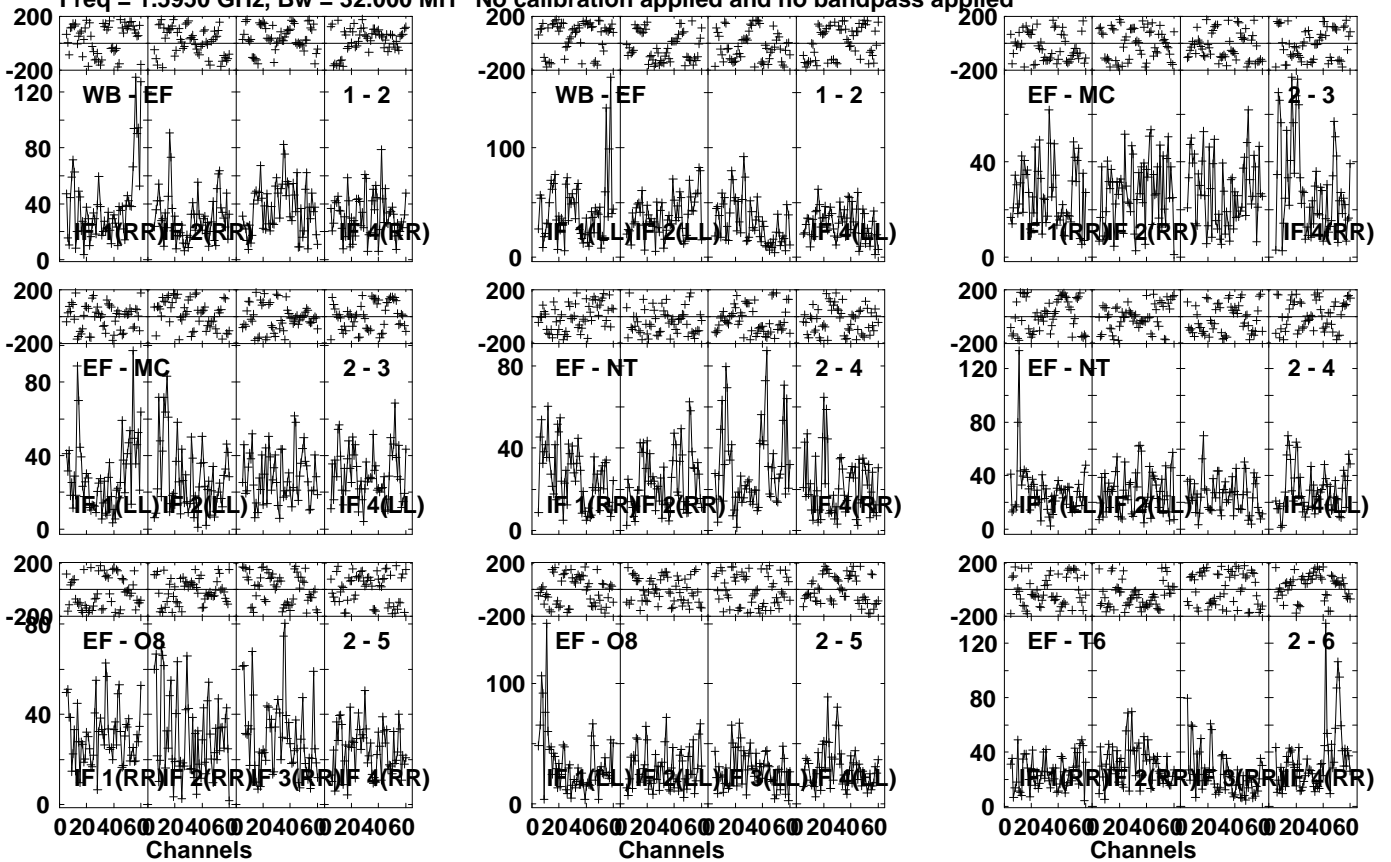 Freq = 1.5950 GHz, Bw = 32.000 MH No calibration applied and no bandpass applied
200 200 200
-200 -200 -200
WB - EF 1 - 2 WB - EF 1 - 2 EF - MC 2 - 3
120
80 100 40
40
0 0 0
IF 1(RR) IF 2(RR) IF 4(RR) IF 1(LL) IF 2(LL) IF 4(LL) IF 1(RR) IF 2(RR) IF 4(RR)
200 200 200
-200 -200 -200
EF - MC 2 - 3 EF - NT 2 - 4 EF - NT 2 - 4
80 80 120
40 40 80
40
0 0 0
IF 1(LL) IF 2(LL) IF 4(LL) IF 1(RR) IF 2(RR) IF 4(RR) IF 1(LL) IF 2(LL) IF 4(LL)
200 200 200
-200 -200 -200
80
EF - O8 2 - 5 EF - O8 2 - 5 EF - T6 2 - 6
40 100 120
80
40
0 0 0
IF 1(RR) IF 2(RR) IF 3(RR) IF 4(RR) IF 1(LL) IF 2(LL) IF 3(LL) IF 4(LL) IF 1(RR) IF 2(RR) IF 3(RR) IF 4(RR)
0 20 40 60 0 20 40 60 0 20 40 60 0 20 40 60 0 20 40 60 0 20 40 60 0 20 40 60 0 20 40 60 0 20 40 60 0 20 40 60 0 20 40 60 0 20 40 60
Channels Channels Channels